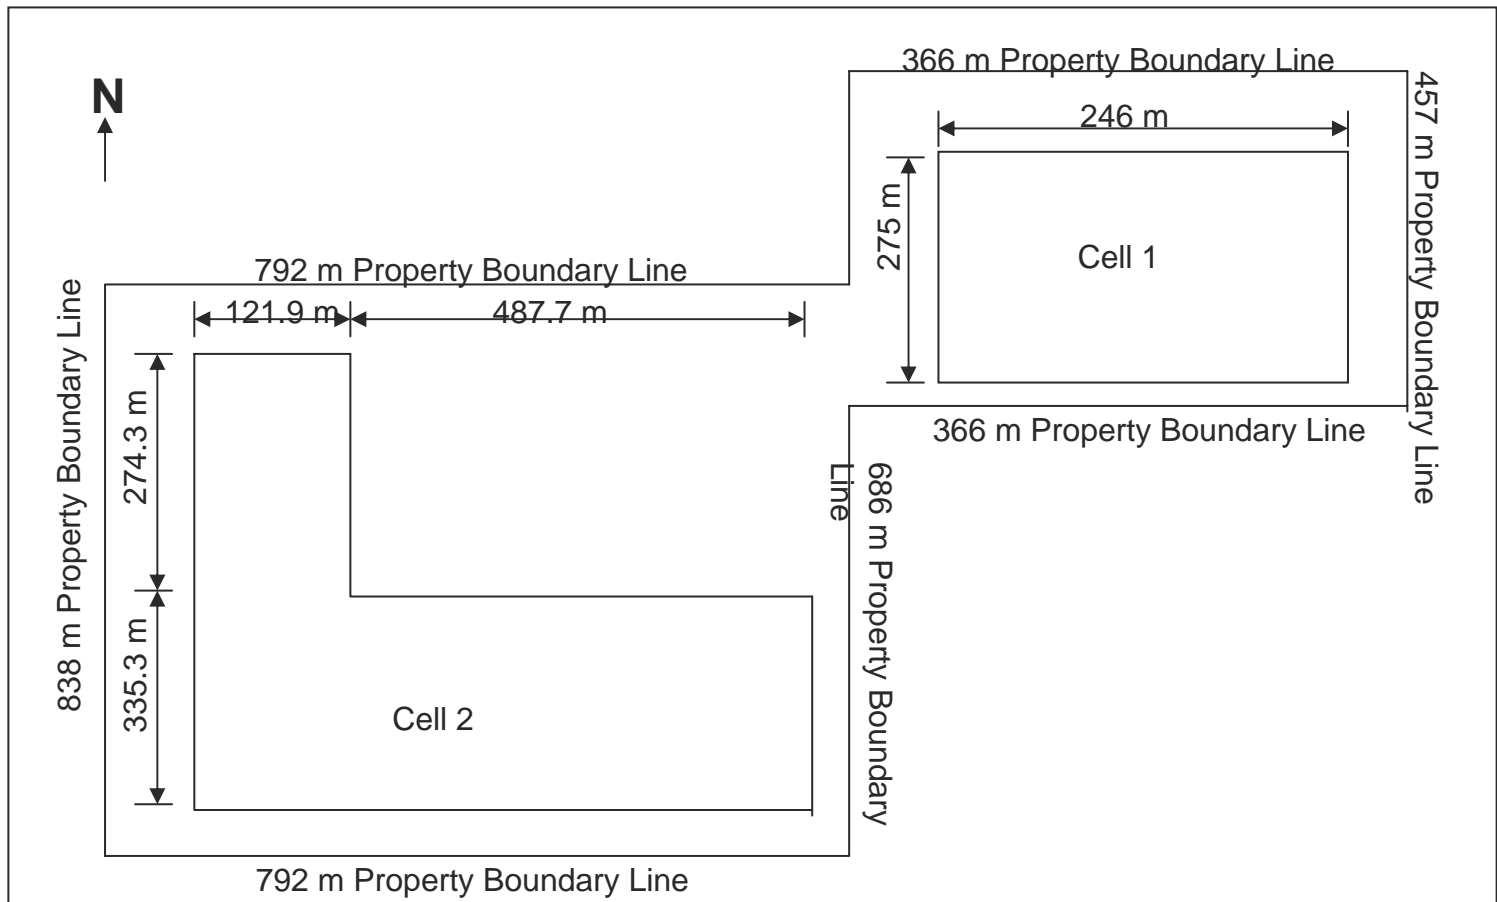 366 m Property Boundary Line
N
457 m Property Boundary Line
246 m
275 m
Cell 1
792 m Property Boundary Line
121.9 m
487.7 m
838 m Property Boundary Line
274.3 m
366 m Property Boundary Line
686 m Property Boundary
Line
335.3 m
Cell 2
792 m Property Boundary Line